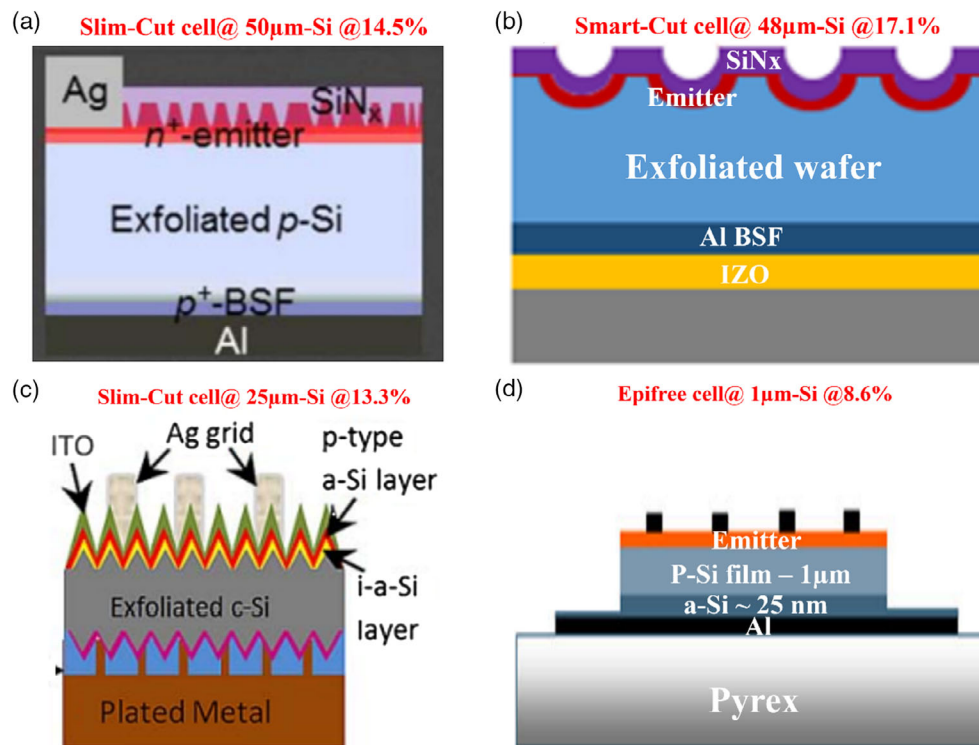 (a)
Slim-Cut cell@ 50μm-Si @14.5%
Ag
SiNx
n+-emitter
Exfoliated p-Si
p+-BSF
Al
(b)
Smart-Cut cell@ 48μm-Si @17.1%
SiNx
Emitter
Exfoliated wafer
Al BSF
IZO
(c)
Slim-Cut cell@ 25μm-Si @13.3%
ITO
Ag grid
p-type
a-Si layer
i-a-Si
layer
Exfoliated c-Si
Plated Metal
(d)
Epifree cell@ 1μm-Si @8.6%
Emitter
P-Si film – 1μm
a-Si ~ 25 nm
Al
Pyrex